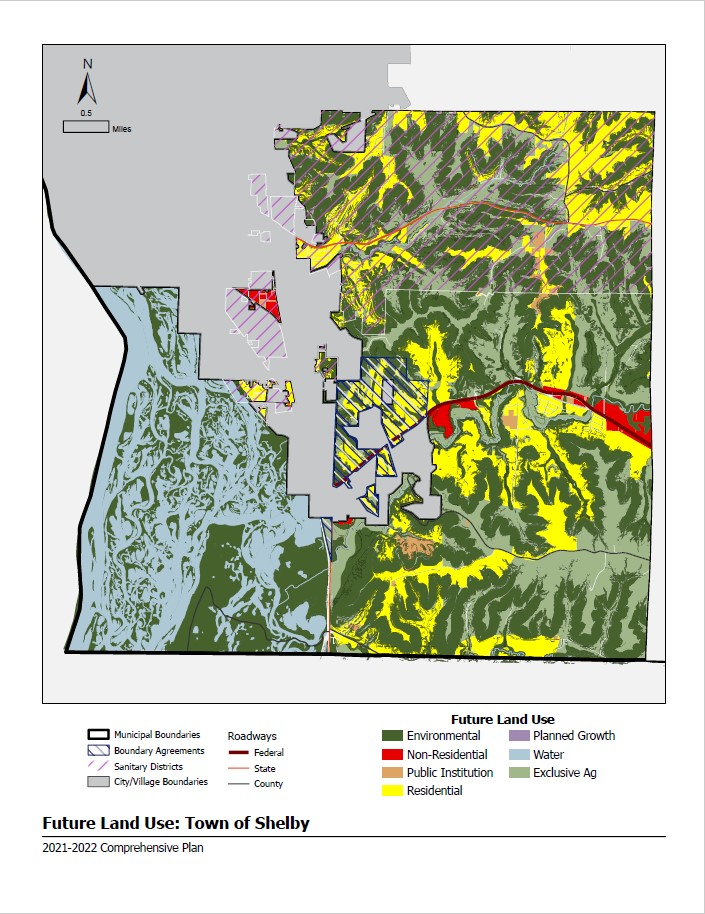 N
0.5
Miles
Municipal Boundaries
Boundary Agreements
Sanitary Districts
City/Village Boundaries
Roadways
Federal
State
County
Future Land Use
Environmental
Non-Residential
Public Institution
Residential
Planned Growth
Water
Exclusive Ag
Future Land Use: Town of Shelby
2021-2022 Comprehensive Plan